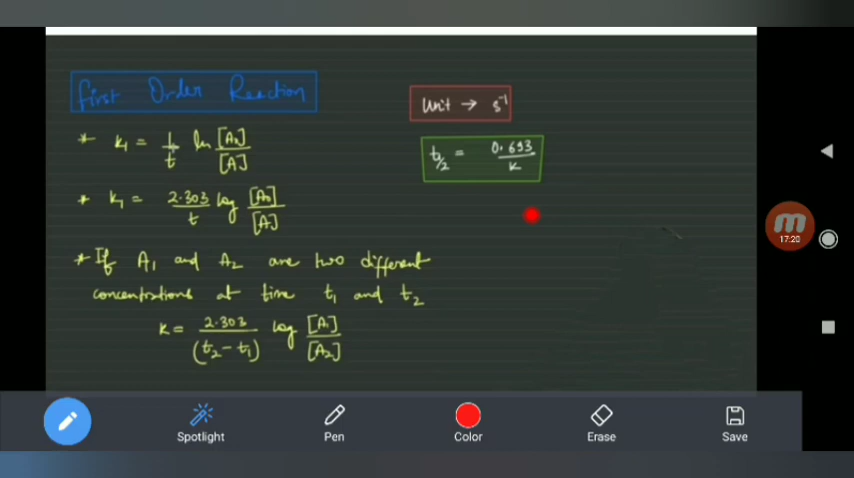 First Order Reaction
* k₁ = 1/t ln [A₀]/[A]
* k₁ = 2.303/t log [A₀]/[A]
* If A₁ and A₂ are two different
concentrations at time t₁ and t₂
k = 2.303/(t₂ - t₁) log [A₁]/[A₂]
Unit → s⁻¹
t½ = 0.693/k
17:20
Spotlight
Pen
Color
Erase
Save